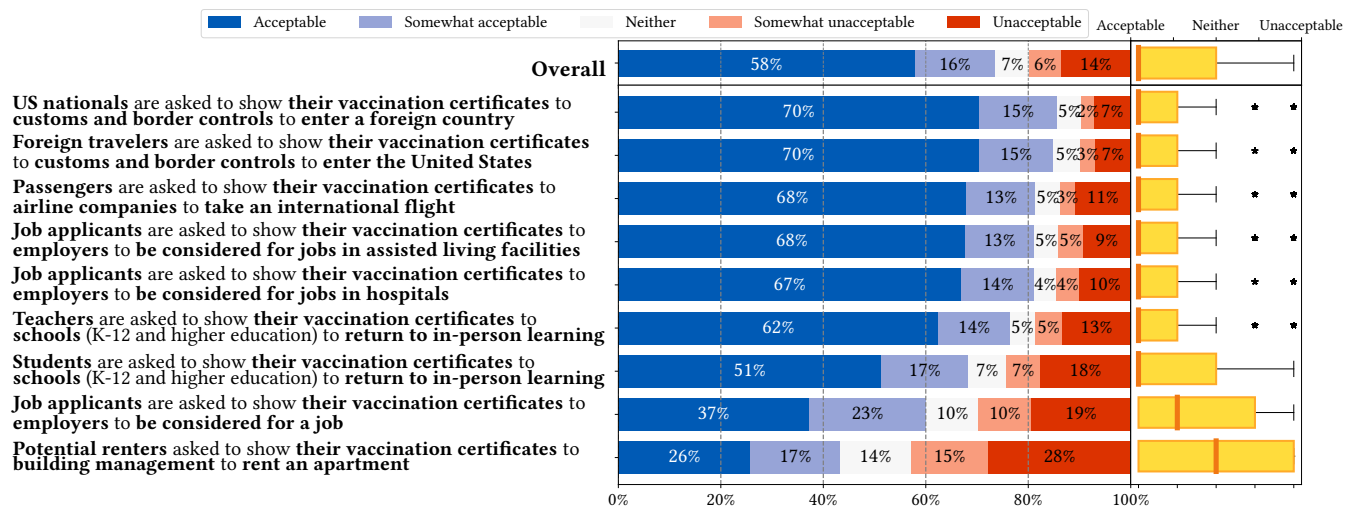 Acceptable Somewhat acceptable Neither Somewhat unacceptable Unacceptable
Acceptable Neither Unacceptable
Overall 58% 16% 7% 6% 14%
US nationals are asked to show their vaccination certificates to
customs and border controls to enter a foreign country
70% 15% 5% 2% 7%
Foreign travelers are asked to show their vaccination certificates
to customs and border controls to enter the United States
70% 15% 5% 3% 7%
Passengers are asked to show their vaccination certificates to
airline companies to take an international flight
68% 13% 5% 3% 11%
Job applicants are asked to show their vaccination certificates to
employers to be considered for jobs in assisted living facilities
68% 13% 5% 5% 9%
Job applicants are asked to show their vaccination certificates to
employers to be considered for jobs in hospitals
67% 14% 4% 4% 10%
Teachers are asked to show their vaccination certificates to
schools (K-12 and higher education) to return to in-person learning
62% 14% 5% 5% 13%
Students are asked to show their vaccination certificates to
schools (K-12 and higher education) to return to in-person learning
51% 17% 7% 7% 18%
Job applicants are asked to show their vaccination certificates to
employers to be considered for a job
37% 23% 10% 10% 19%
Potential renters asked to show their vaccination certificates to
building management to rent an apartment
26% 17% 14% 15% 28%
0% 20% 40% 60% 80% 100%